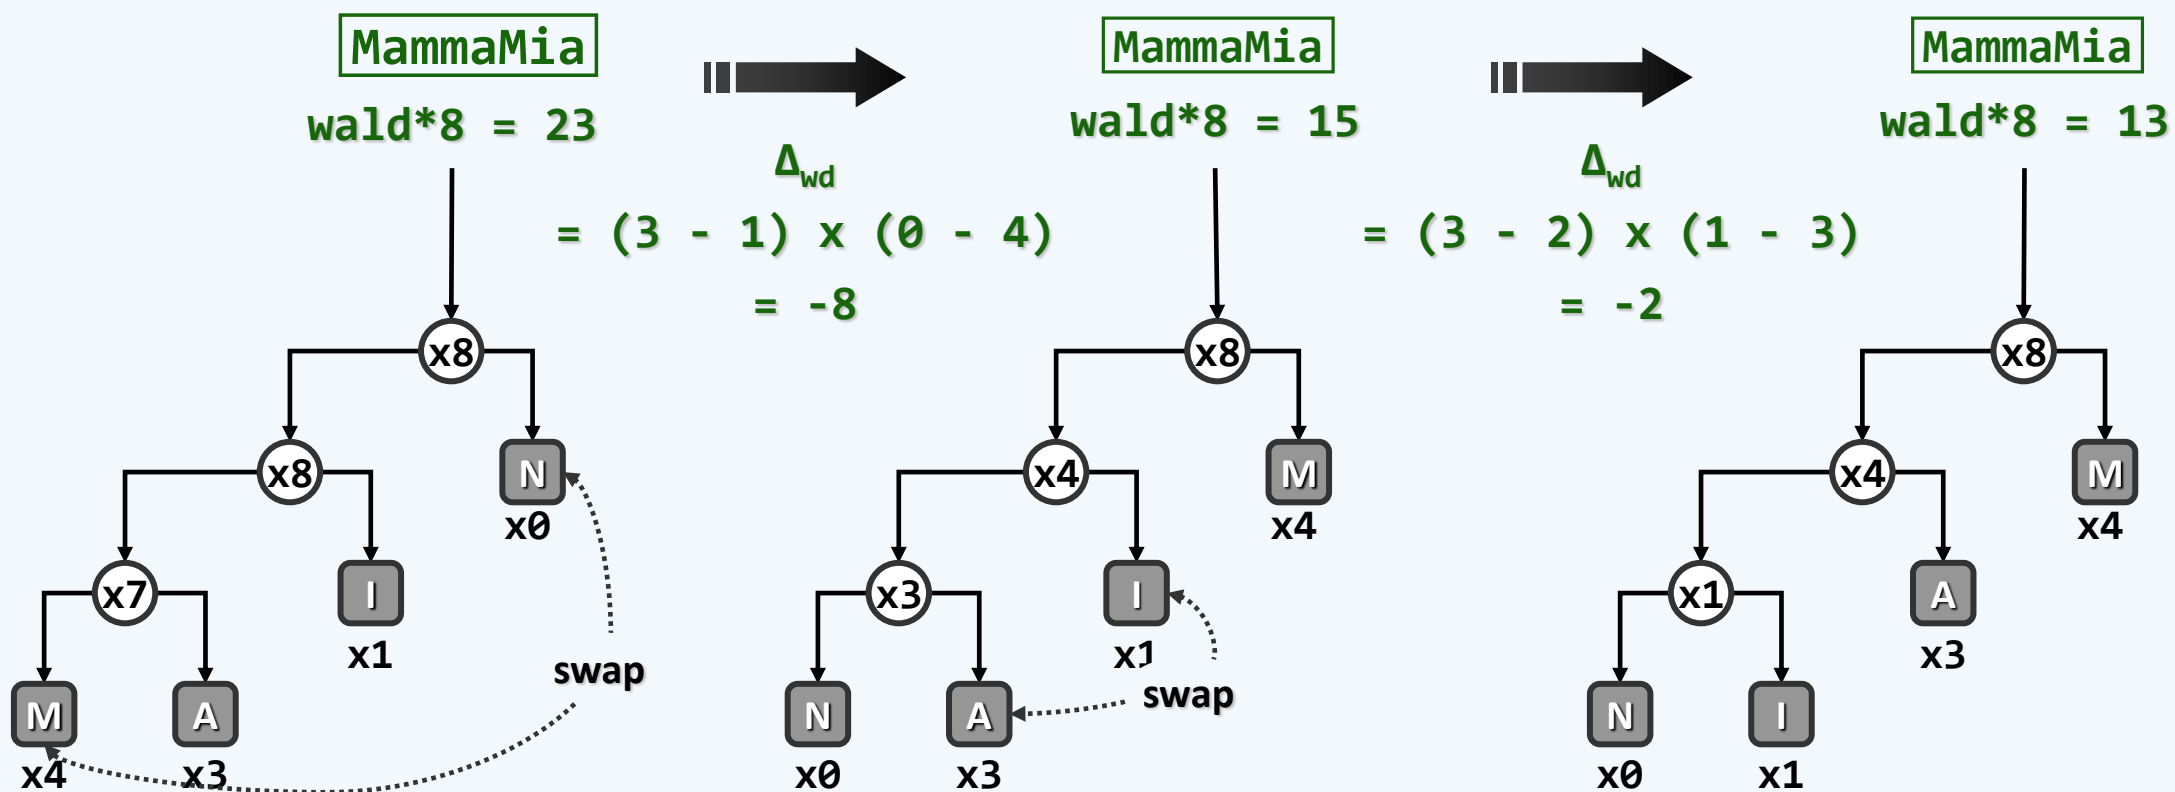 MammaMia
wald*8 = 23
Δwd
= (3 - 1) x (0 - 4)
= -8
x8
x8
N
x0
x7
I
x1
M
x4
A
x3
swap
MammaMia
wald*8 = 15
Δwd
= (3 - 2) x (1 - 3)
= -2
x8
x4
M
x4
x3
I
x1
N
x0
A
x3
swap
MammaMia
wald*8 = 13
x8
x4
M
x4
x1
A
x3
N
x0
I
x1